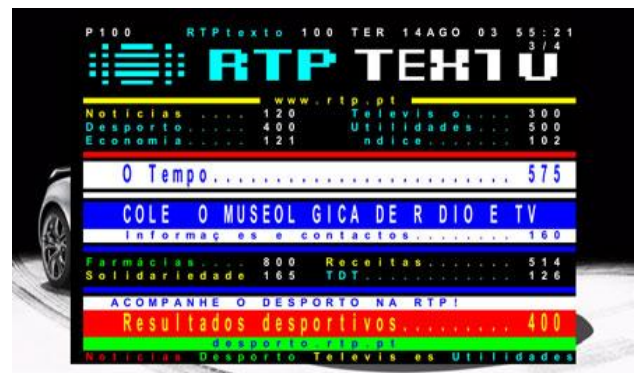 P100 RTPtexto 100 TER 14AGO 03 55:21
3/4
RTP TEXTU
www.rtp.pt
Noticias .... 120 Televis o.... 300
Desporto..... 400 Utilidades... 500
Economia..... 121 ndice....... 102
O Tempo........................ 575
COLE O MUSEOL GICA DE R DIO E TV
Informaç es e contactos........ 160
Farmácias.... 800 Receitas..... 514
Solidariedade 165 TDT.......... 126
ACOMPANHE O DESPORTO NA RTP!
Resultados desportivos......... 400
desporto.rtp.pt
Noticias Desporto Televis es Utilidades